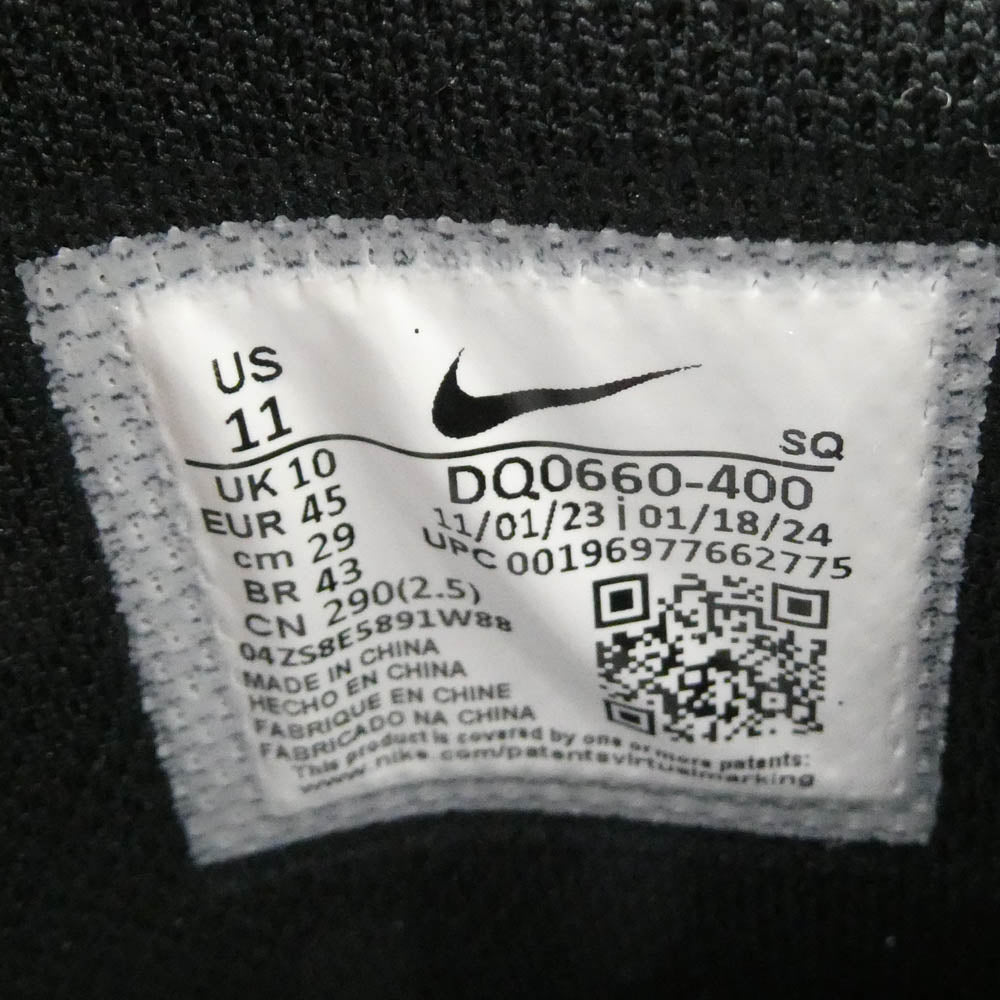 US
11
UK 10
EUR 45
cm 29
BR 43
CN 290(2.5)
04ZS8E5891W88
MADE IN CHINA
HECHO EN CHINA
FABRIQUE EN CHINE
FABRICADO NA CHINA
This product is covered by one or more patents:
www.nike.com/patentsvirtualmarking
SQ
DQ0660-400
11/01/23 | 01/18/24
UPC 00196977662775